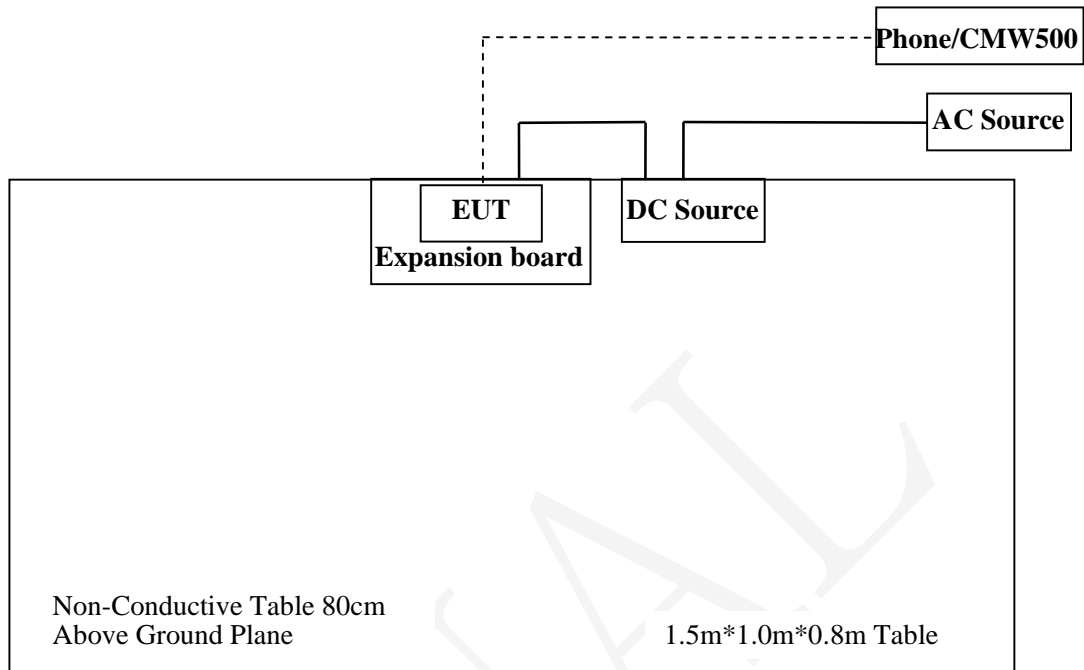 Phone/CMW500
AC Source
EUT
DC Source
Expansion board
Non-Conductive Table 80cm
Above Ground Plane
1.5m*1.0m*0.8m Table